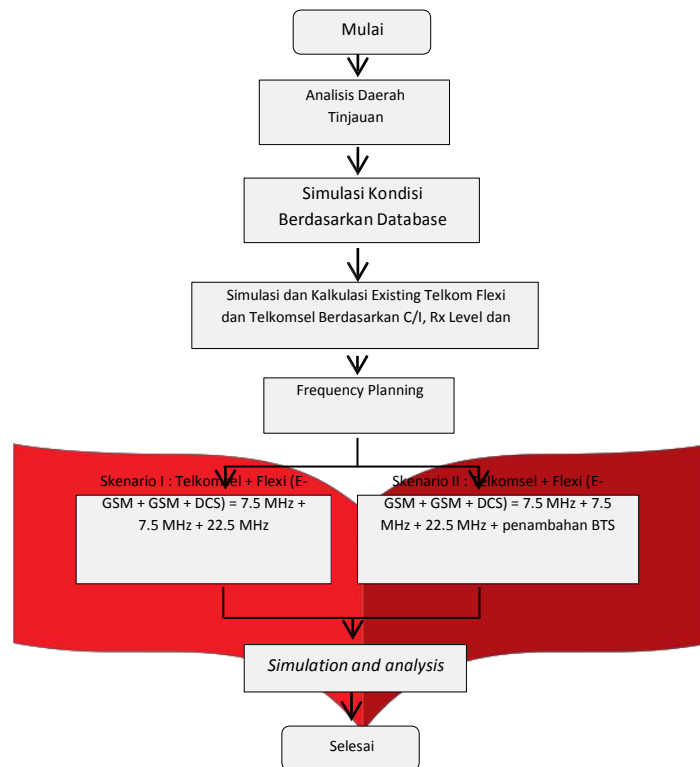 Mulai
Analisis Daerah
Tinjauan
Simulasi Kondisi
Berdasarkan Database
Simulasi dan Kalkulasi Existing Telkom Flexi
dan Telkomsel Berdasarkan C/I, Rx Level dan
Frequency Planning
Skenario I : Telkomsel + Flexi (E-
GSM + GSM + DCS) = 7.5 MHz +
7.5 MHz + 22.5 MHz
Skenario II : Telkomsel + Flexi (E-
GSM + GSM + DCS) = 7.5 MHz + 7.5
MHz + 22.5 MHz + penambahan BTS
Simulation and analysis
Selesai